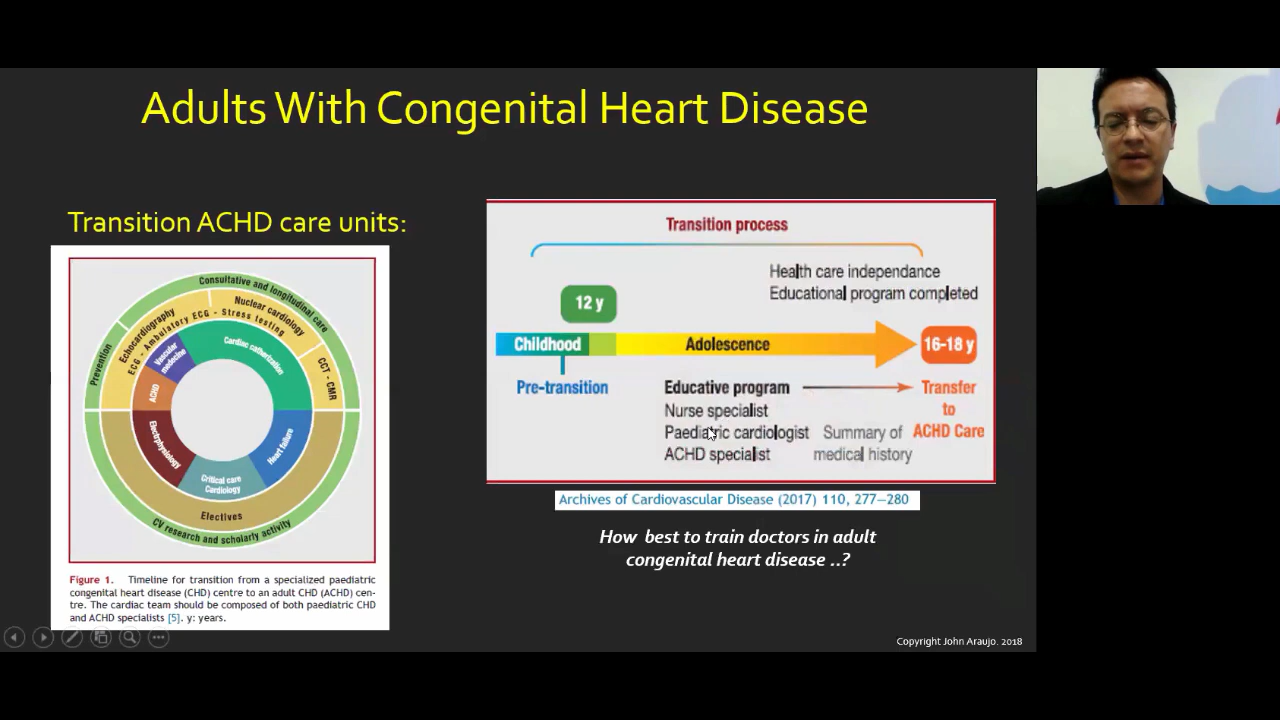 Adults With Congenital Heart Disease
Transition ACHD care units:
Consultative and longitudinal care
Prevention
Echocardiography
Nuclear cardiology
ECG - Ambulatory ECG - Stress testing
CCT - CMR
Vascular
medecine
Cardiac catherization
ACHD
Electrophysiology
Heart failure
Critical care
Cardiology
Electives
CV research and scholarly activity
Figure 1. Timeline for transition from a specialized paediatric
congenital heart disease (CHD) centre to an adult CHD (ACHD) cen-
tre. The cardiac team should be composed of both paediatric CHD
and ACHD specialists [5]. y: years.
Transition process
Health care independence
Educational program completed
12 y
Childhood
Adolescence
16-18 y
Pre-transition
Educative program
Nurse specialist
Paediatric cardiologist
ACHD specialist
Summary of
medical history
Transfer
to
ACHD Care
Archives of Cardiovascular Disease (2017) 110, 277—280
How best to train doctors in adult
congenital heart disease ..?
Copyright John Araujo. 2018